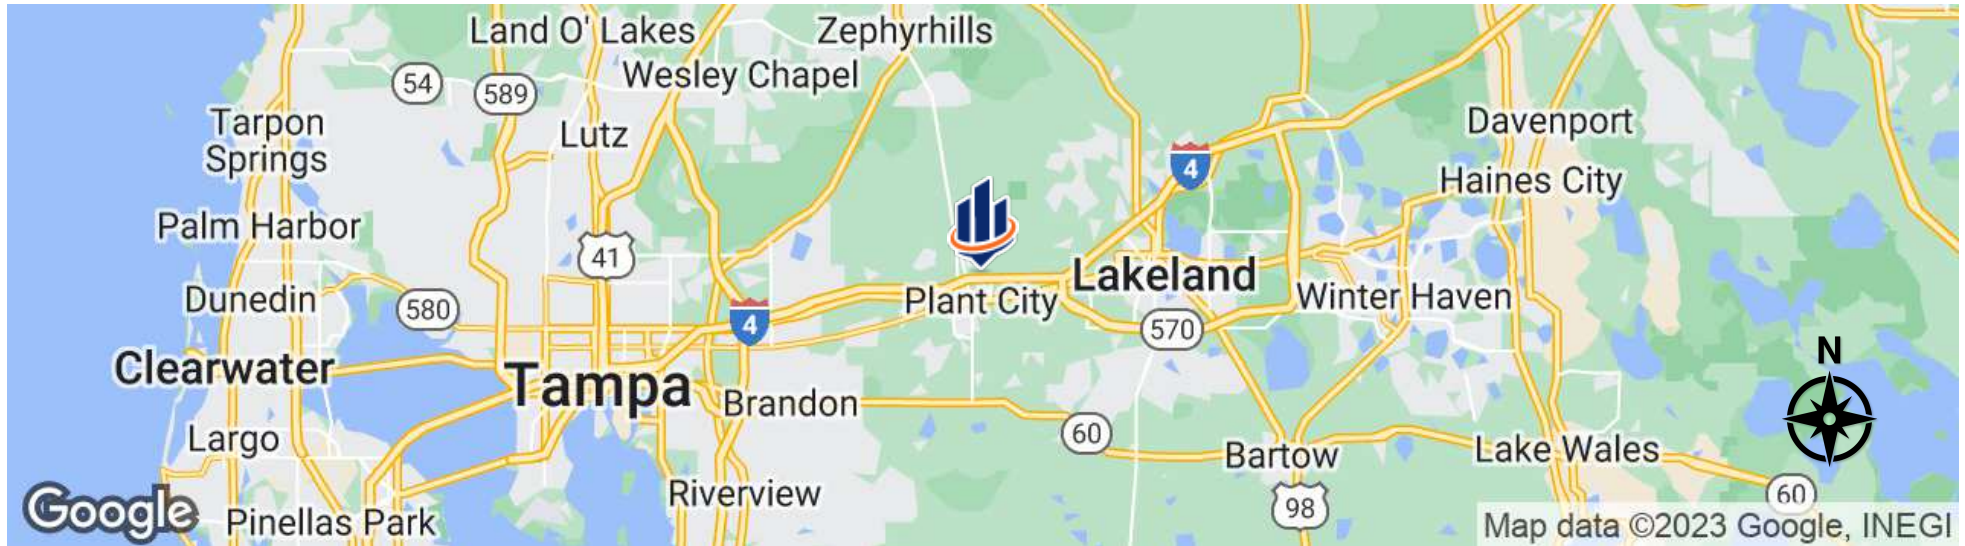 Land O' Lakes
Zephyrhills
Wesley Chapel
54
589
Tarpon
Springs
Lutz
Davenport
4
Haines City
Palm Harbor
41
Lakeland
Dunedin
580
4
Plant City
Winter Haven
570
Clearwater
Tampa
Brandon
N
Largo
60
Bartow
Lake Wales
Riverview
60
98
Google
Pinellas Park
Map data ©2023 Google, INEGI